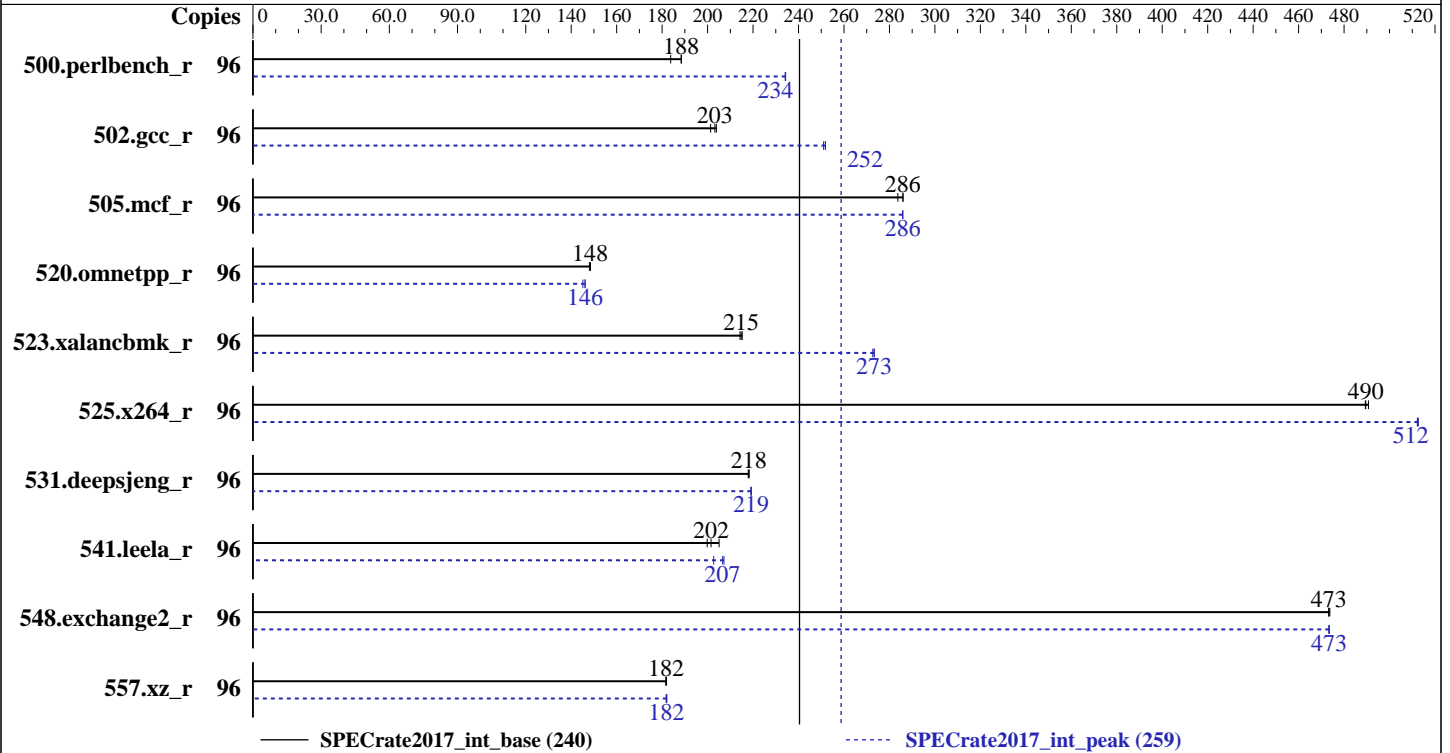 Copies 0 30.0 60.0 90.0 120 140 160 180 200 220 240 260 280 300 320 340 360 380 400 420 440 460 480 520
188
500.perlbench_r 96
234
203
502.gcc_r 96
252
286
505.mcf_r 96
286
148
520.omnetpp_r 96
146
215
523.xalancbmk_r 96
273
490
525.x264_r 96
512
218
531.deepsjeng_r 96
219
202
541.leela_r 96
207
473
548.exchange2_r 96
473
182
557.xz_r 96
182
SPECrate2017_int_base (240) SPECrate2017_int_peak (259)